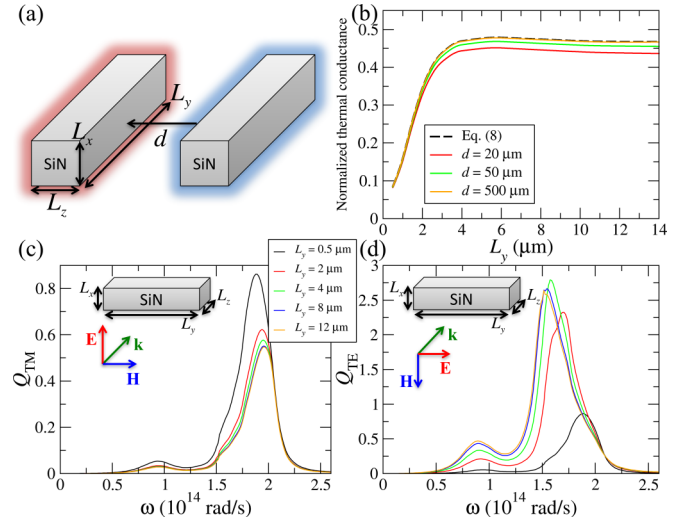 (a)
L_y
L_x
d
SiN
SiN
L_z
(b)
Normalized thermal conductance
0.5
0.4
0.3
0.2
0.1
0
Eq. (8)
d = 20 μm
d = 50 μm
d = 500 μm
0 2 4 6 8 10 12 14
L_y (μm)
(c)
Q_TM
0.8
0.6
0.4
0.2
0
L_x
SiN
L_z
L_y
E
k
H
L_y = 0.5 μm
L_y = 2 μm
L_y = 4 μm
L_y = 8 μm
L_y = 12 μm
0 0.5 1 1.5 2 2.5
ω (10^14 rad/s)
(d)
Q_TE
3
2.5
2
1.5
1
0.5
0
L_x
SiN
L_z
L_y
k
E
H
0 0.5 1 1.5 2 2.5
ω (10^14 rad/s)